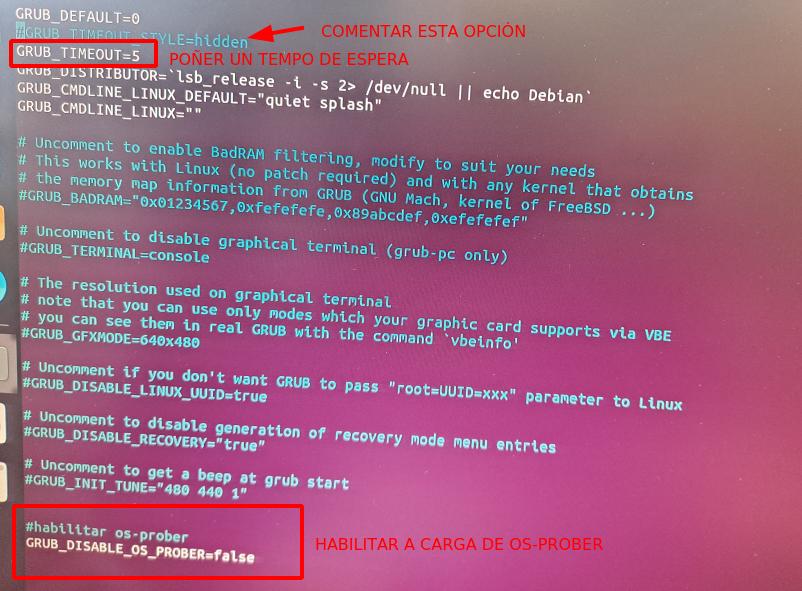 GRUB_DEFAULT=0
#GRUB_TIMEOUT_STYLE=hidden
COMENTAR ESTA OPCIÓN
GRUB_TIMEOUT=5
POÑER UN TEMPO DE ESPERA
GRUB_DISTRIBUTOR=`lsb_release -i -s 2> /dev/null || echo Debian`
GRUB_CMDLINE_LINUX_DEFAULT="quiet splash"
GRUB_CMDLINE_LINUX=""
# Uncomment to enable BadRAM filtering, modify to suit your needs
# This works with Linux (no patch required) and with any kernel that obtains
# the memory map information from GRUB (GNU Mach, kernel of FreeBSD ...)
#GRUB_BADRAM="0x01234567,0xfefefefe,0x89abcdef,0xefefefef"
# Uncomment to disable graphical terminal (grub-pc only)
#GRUB_TERMINAL=console
# The resolution used on graphical terminal
# note that you can use only modes which your graphic card supports via VBE
# you can see them in real GRUB with the command `vbeinfo'
#GRUB_GFXMODE=640x480
# Uncomment if you don't want GRUB to pass "root=UUID=xxx" parameter to Linux
#GRUB_DISABLE_LINUX_UUID=true
# Uncomment to disable generation of recovery mode menu entries
#GRUB_DISABLE_RECOVERY="true"
# Uncomment to get a beep at grub start
#GRUB_INIT_TUNE="480 440 1"
#habilitar os-prober
GRUB_DISABLE_OS_PROBER=false
HABILITAR A CARGA DE OS-PROBER